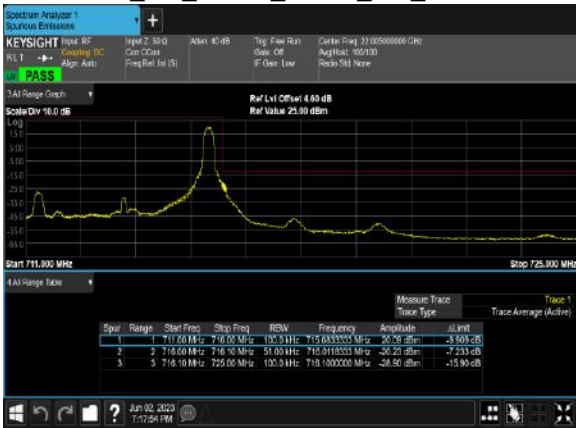 Spectrum Analyzer 1
Spurious Emissions
+
KEYSIGHT Input: RF Input Z: 50 Ω Atten: 40 dB Trig: Free Run Center Freq: 22.005000000 GHz
RLT Coupling: DC Corr CCorr Gate: Off Avg|Hold: 100/100
Align: Auto Freq Ref: Int (S) IF Gain: Low Radio Std: None
PASS
3.All Range Graph
Ref Lvl Offset 4.60 dB
Scale/Div 10.0 dB Ref Value 25.00 dBm
Log
15.0
5.00
-5.00
-15.0
-25.0
-35.0
-45.0
-55.0
-65.0
Start 711.000 MHz Stop 725.000 MHz
4.All Range Table
Measure Trace Trace 1
Trace Type Trace Average (Active)
Spur Range Start Freq Stop Freq RBW Frequency Amplitude ΔLimit
1 1 711.00 MHz 716.00 MHz 100.0 kHz 715.6833333 MHz 20.09 dBm -9.909 dB
2 2 716.00 MHz 716.10 MHz 51.00 kHz 716.0118333 MHz -20.23 dBm -7.233 dB
3 3 716.10 MHz 725.00 MHz 100.0 kHz 716.1000000 MHz -28.90 dBm -15.90 dB
? Jun 02, 2023
7:17:54 PM